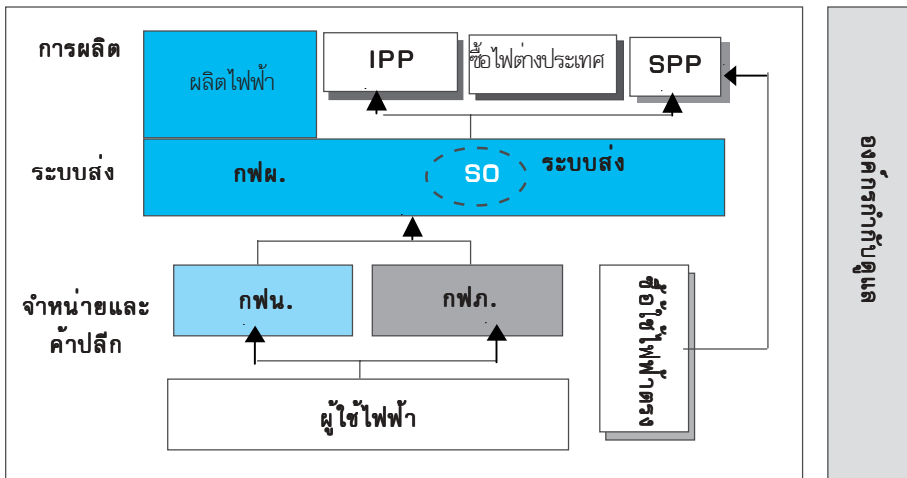 การผลิต
ผลิตไฟฟ้า
IPP
ซื้อไฟต่างประเทศ
SPP
ระบบส่ง
กฟผ.
SO
ระบบส่ง
จำหน่ายและ
ค้าปลีก
กฟน.
กฟภ.
ซื้อใช้ไฟฟ้าตรง
ผู้ใช้ไฟฟ้า
องค์กรกำกับดูแล